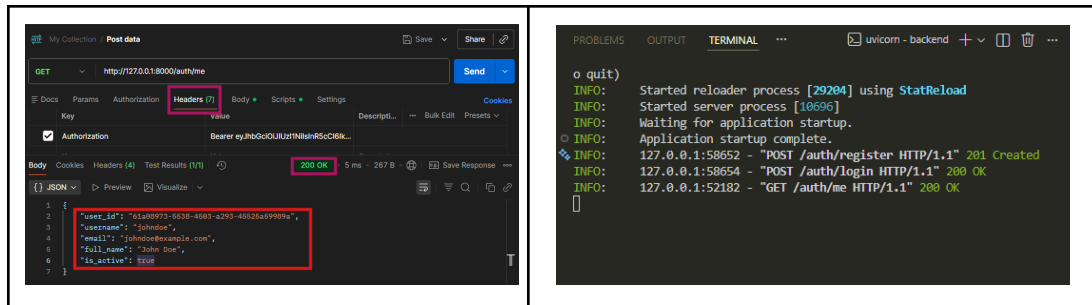 My Collection / Post data
Save
Share
GET
http://127.0.0.1:8000/auth/me
Send
Docs Params Authorization Headers (7) Body Scripts Settings
Cookies
Key Value Descripti... Bulk Edit Presets
Authorization
Body Cookies Headers (4) Test Results (1/1)
200 OK 5 ms 267 B Save Response
{} JSON Preview Visualize
1 {
2 "username": "johndoe",
4 "email": "johndoe@example.com",
5 "full_name": "John Doe",
6 "is_active": true
7 }
PROBLEMS OUTPUT TERMINAL ··· uvicorn - backend
o quit)
INFO: Started reloader process [29204] using StatReload
INFO: Started server process [10696]
INFO: Waiting for application startup.
INFO: Application startup complete.
INFO: 127.0.0.1:58652 - "POST /auth/register HTTP/1.1" 201 Created
INFO: 127.0.0.1:58654 - "POST /auth/login HTTP/1.1" 200 OK
INFO: 127.0.0.1:52182 - "GET /auth/me HTTP/1.1" 200 OK